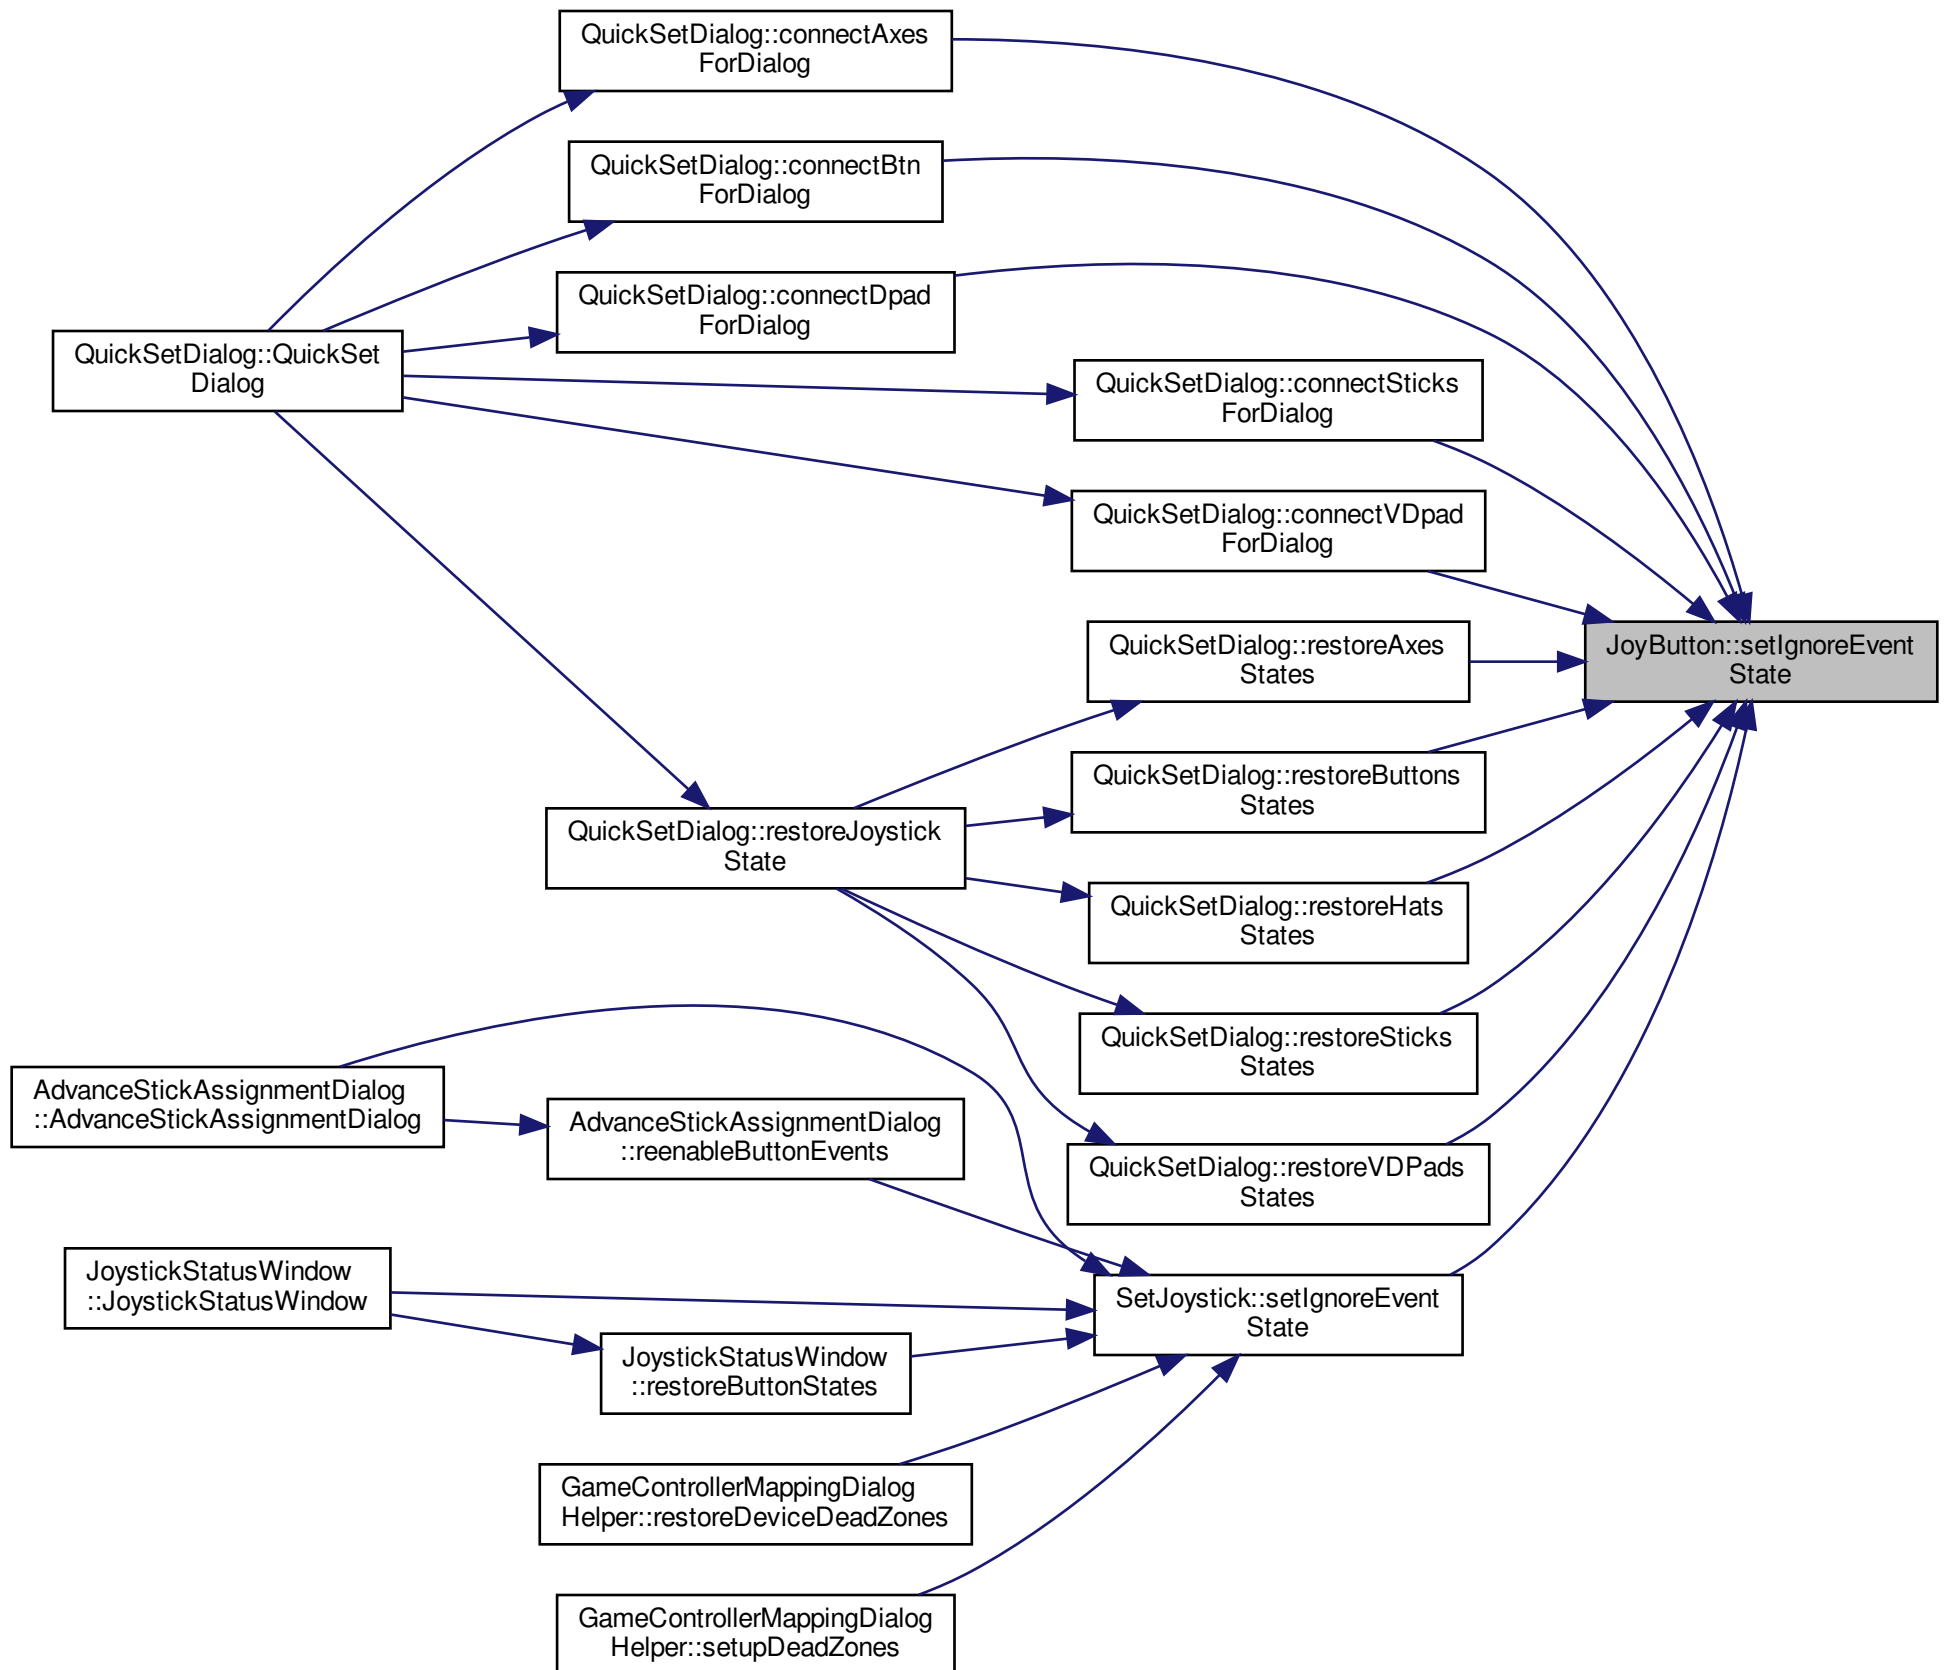 QuickSetDialog::connectAxes
ForDialog
QuickSetDialog::connectBtn
ForDialog
QuickSetDialog::connectDpad
ForDialog
QuickSetDialog::QuickSet
Dialog
QuickSetDialog::connectSticks
ForDialog
QuickSetDialog::connectVDpad
ForDialog
JoyButton::setIgnoreEvent
State
QuickSetDialog::restoreAxes
States
QuickSetDialog::restoreButtons
States
QuickSetDialog::restoreJoystick
State
QuickSetDialog::restoreHats
States
QuickSetDialog::restoreSticks
States
AdvanceStickAssignmentDialog
::AdvanceStickAssignmentDialog
AdvanceStickAssignmentDialog
::reenableButtonEvents
QuickSetDialog::restoreVDPads
States
JoystickStatusWindow
::JoystickStatusWindow
SetJoystick::setIgnoreEvent
State
JoystickStatusWindow
::restoreButtonStates
GameControllerMappingDialog
Helper::restoreDeviceDeadZones
GameControllerMappingDialog
Helper::setupDeadZones